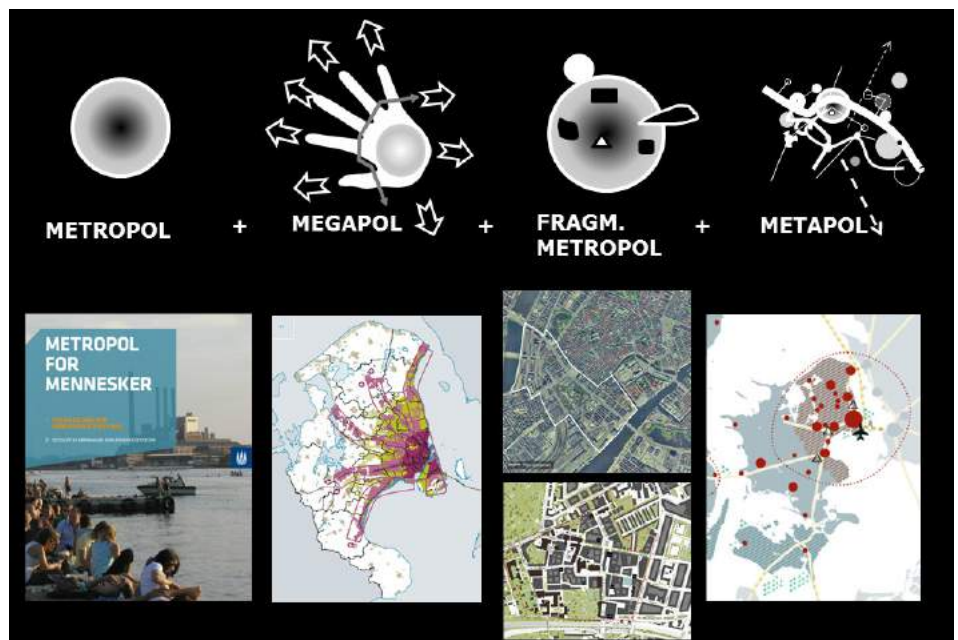 METROPOL
+
MEGAPOL
+
FRAGM.
METROPOL
+
METAPOL
METROPOL
FOR
MENNESKER